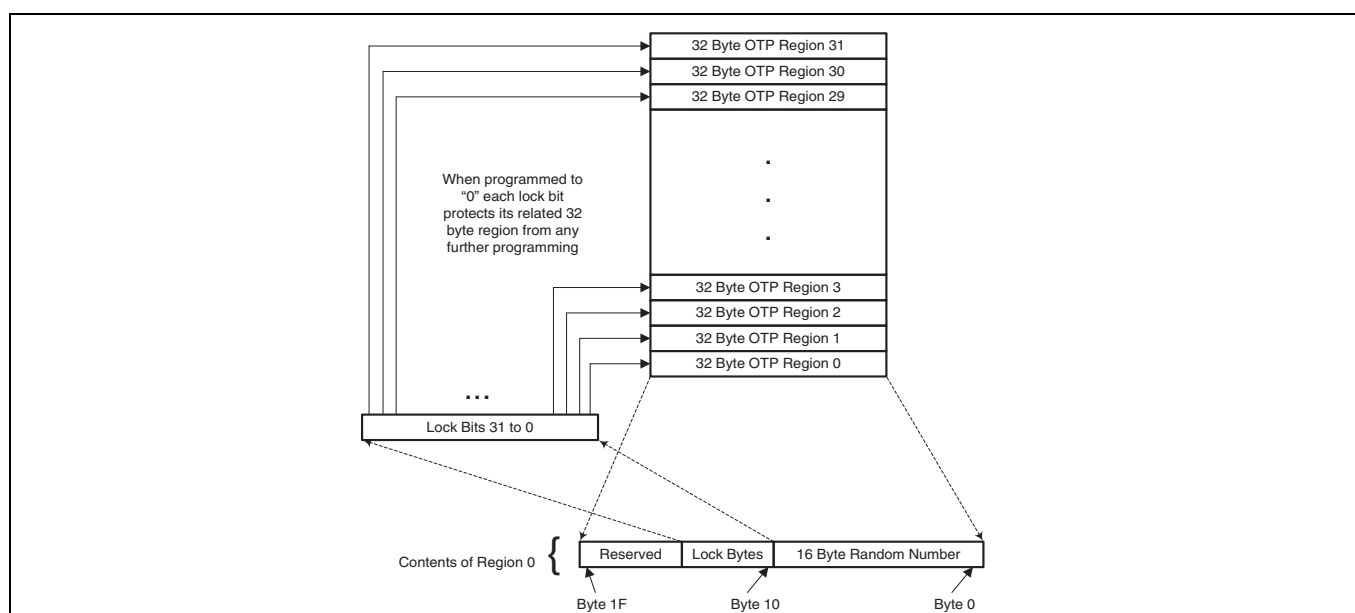 32 Byte OTP Region 31
32 Byte OTP Region 30
32 Byte OTP Region 29
.
.
.
When programmed to
“0” each lock bit
protects its related 32
byte region from any
further programming
32 Byte OTP Region 3
32 Byte OTP Region 2
32 Byte OTP Region 1
32 Byte OTP Region 0
...
Lock Bits 31 to 0
Contents of Region 0 {
Reserved
Lock Bytes
16 Byte Random Number
Byte 1F
Byte 10
Byte 0